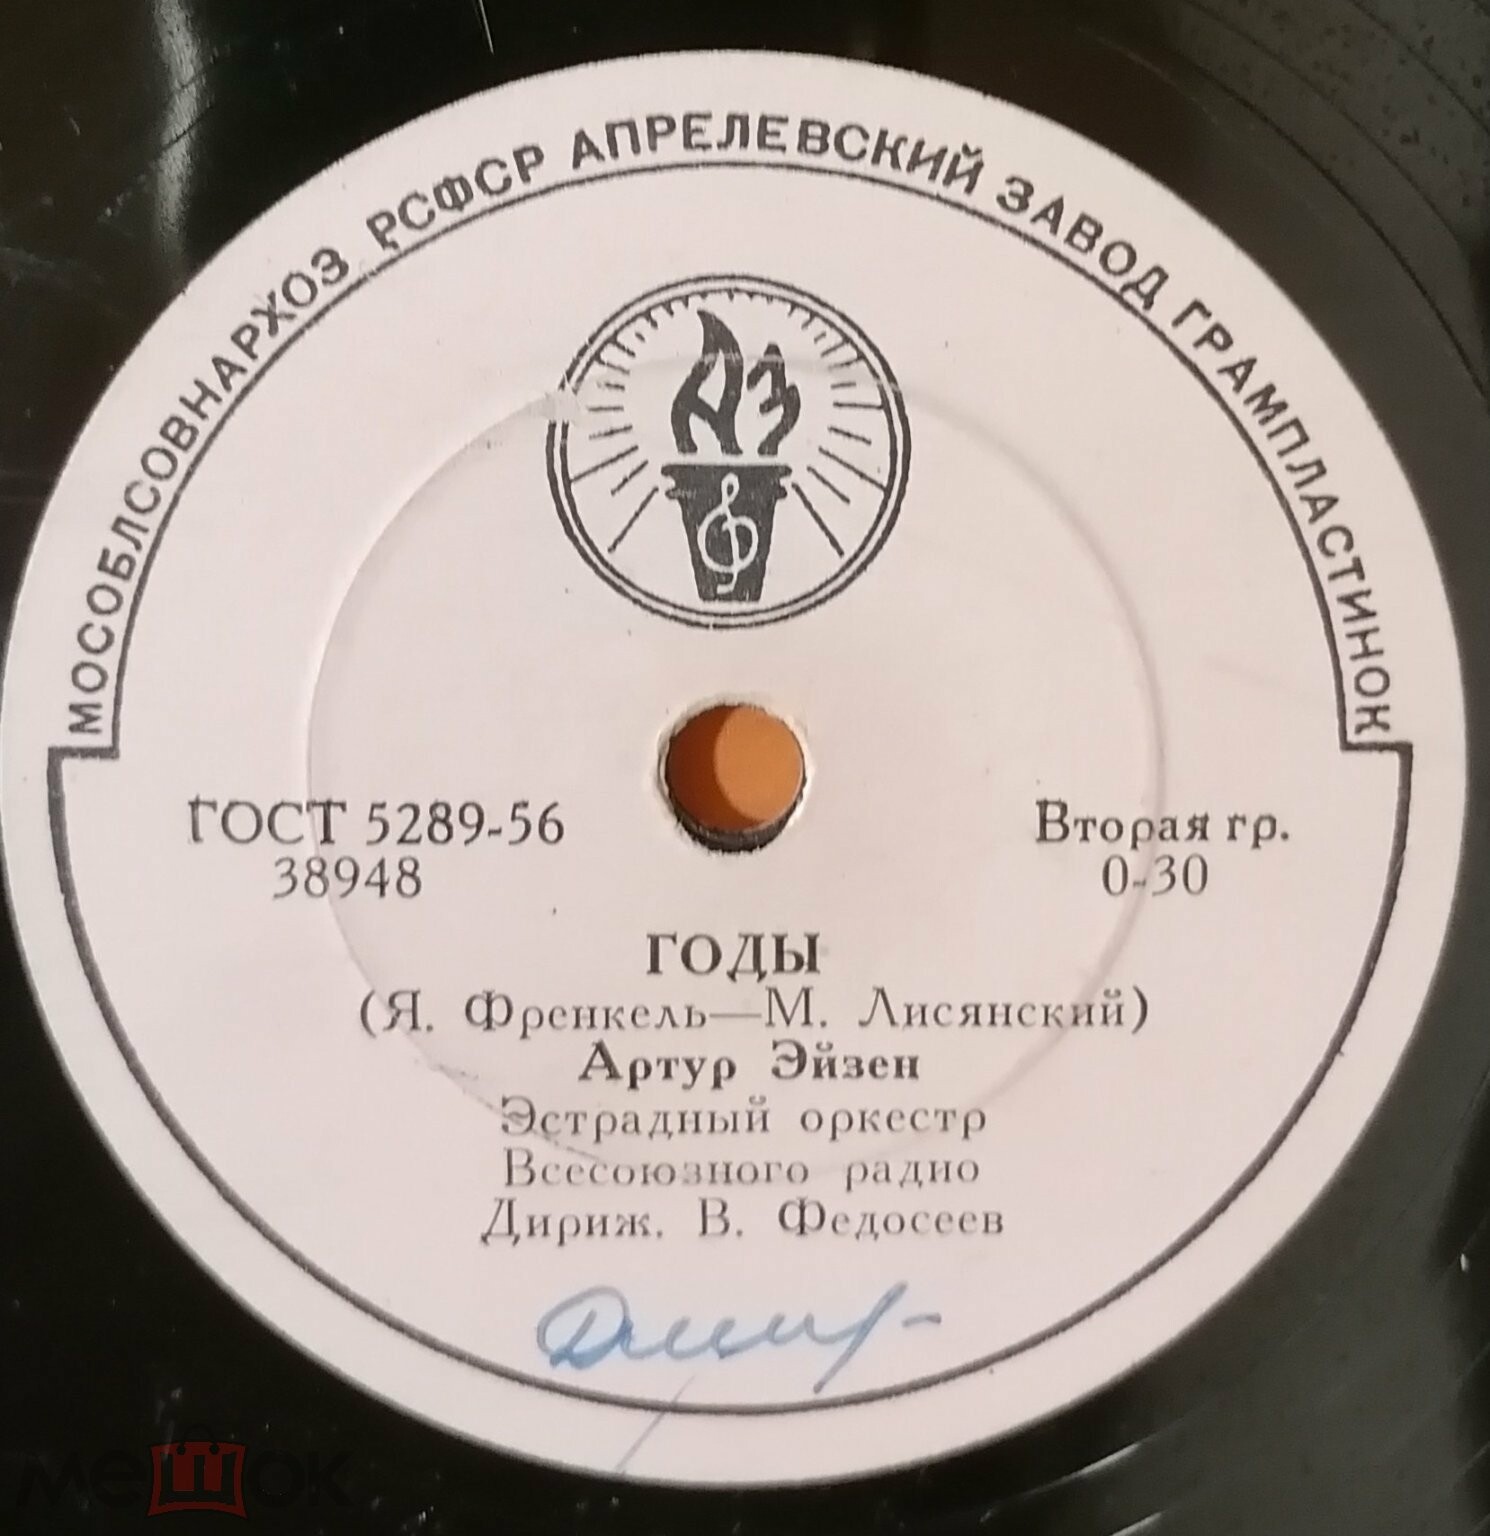 МОСОБЛСОВНАРХОЗ РСФСР АПРЕЛЕВСКИЙ ЗАВОД ГРАМПЛАСТИНОК
АЗ
ГОСТ 5289-56 Вторая гр.
38948 0-30
ГОДЫ
(Я. Френкель—М. Лисянский)
Артур Эйзен
Эстрадный оркестр
Всесоюзного радио
Дириж. В. Федосеев
мешок